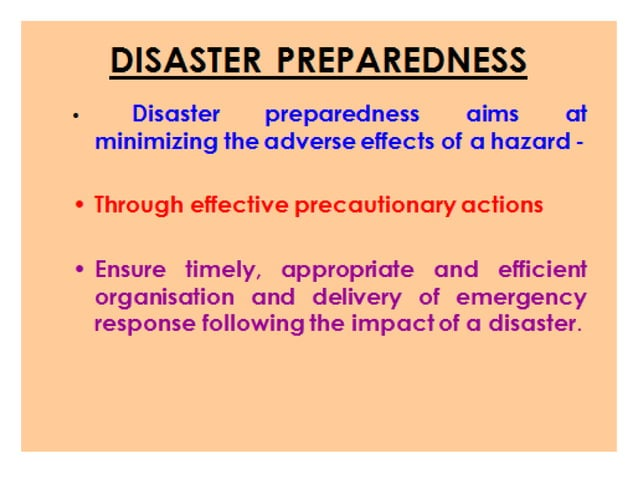 DISASTER PREPAREDNESS
• Disaster preparedness aims at
minimizing the adverse effects of a hazard -
• Through effective precautionary actions
• Ensure timely, appropriate and efficient
organisation and delivery of emergency
response following the impact of a disaster.